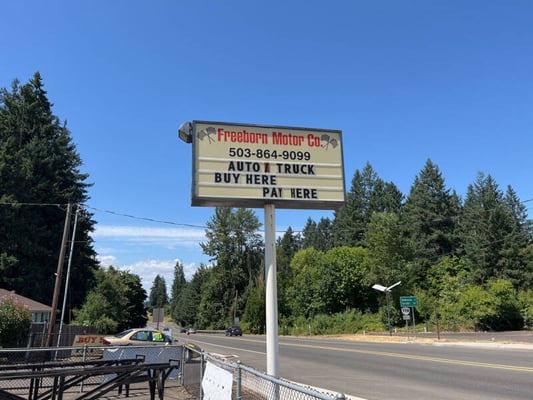 Freeborn Motor Co.
503-864-9099
AUTO & TRUCK
BUY HERE
PAY HERE